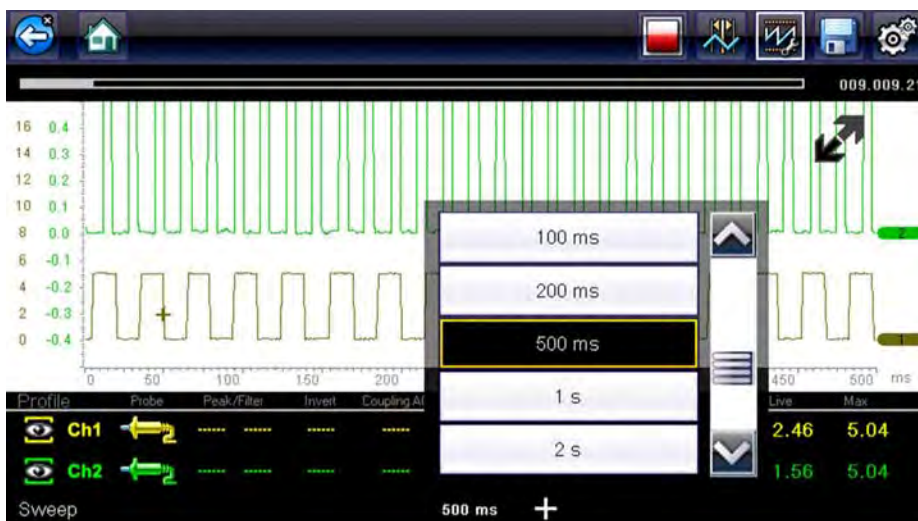 009.009.21
16 0.4
14 0.3
12 0.2
10 0.1
8 0.0
6 -0.1
4 -0.2
2 -0.3
0 -0.4
2
1
100 ms
200 ms
500 ms
1 s
2 s
0 50 100 150 200 450 500 ms
Profile Probe Peak/Filter Invert Coupling AC Live Max
Ch1 ----- ----- ----- ----- 2.46 5.04
Ch2 ----- ----- ----- ----- 1.56 5.04
Sweep 500 ms +